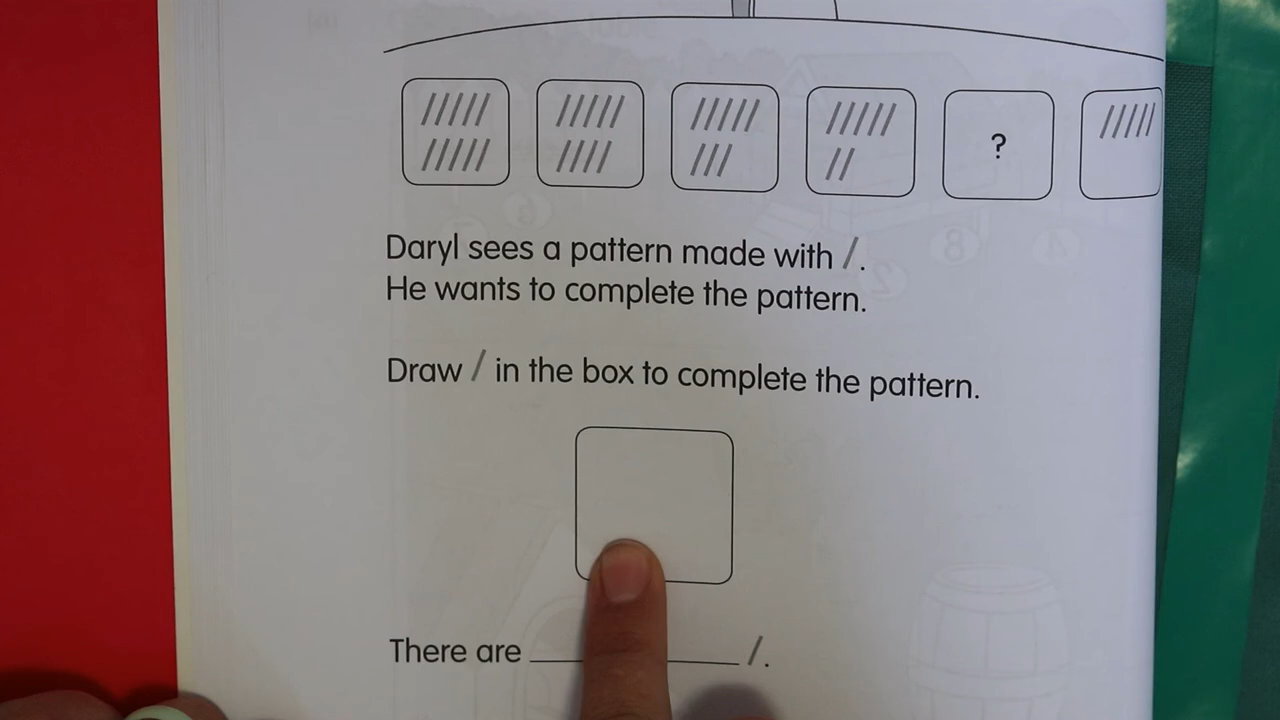 ///// ///// ///// ///// ? /////
///// //// /// //
Daryl sees a pattern made with /.
He wants to complete the pattern.
Draw / in the box to complete the pattern.
There are __________ /.